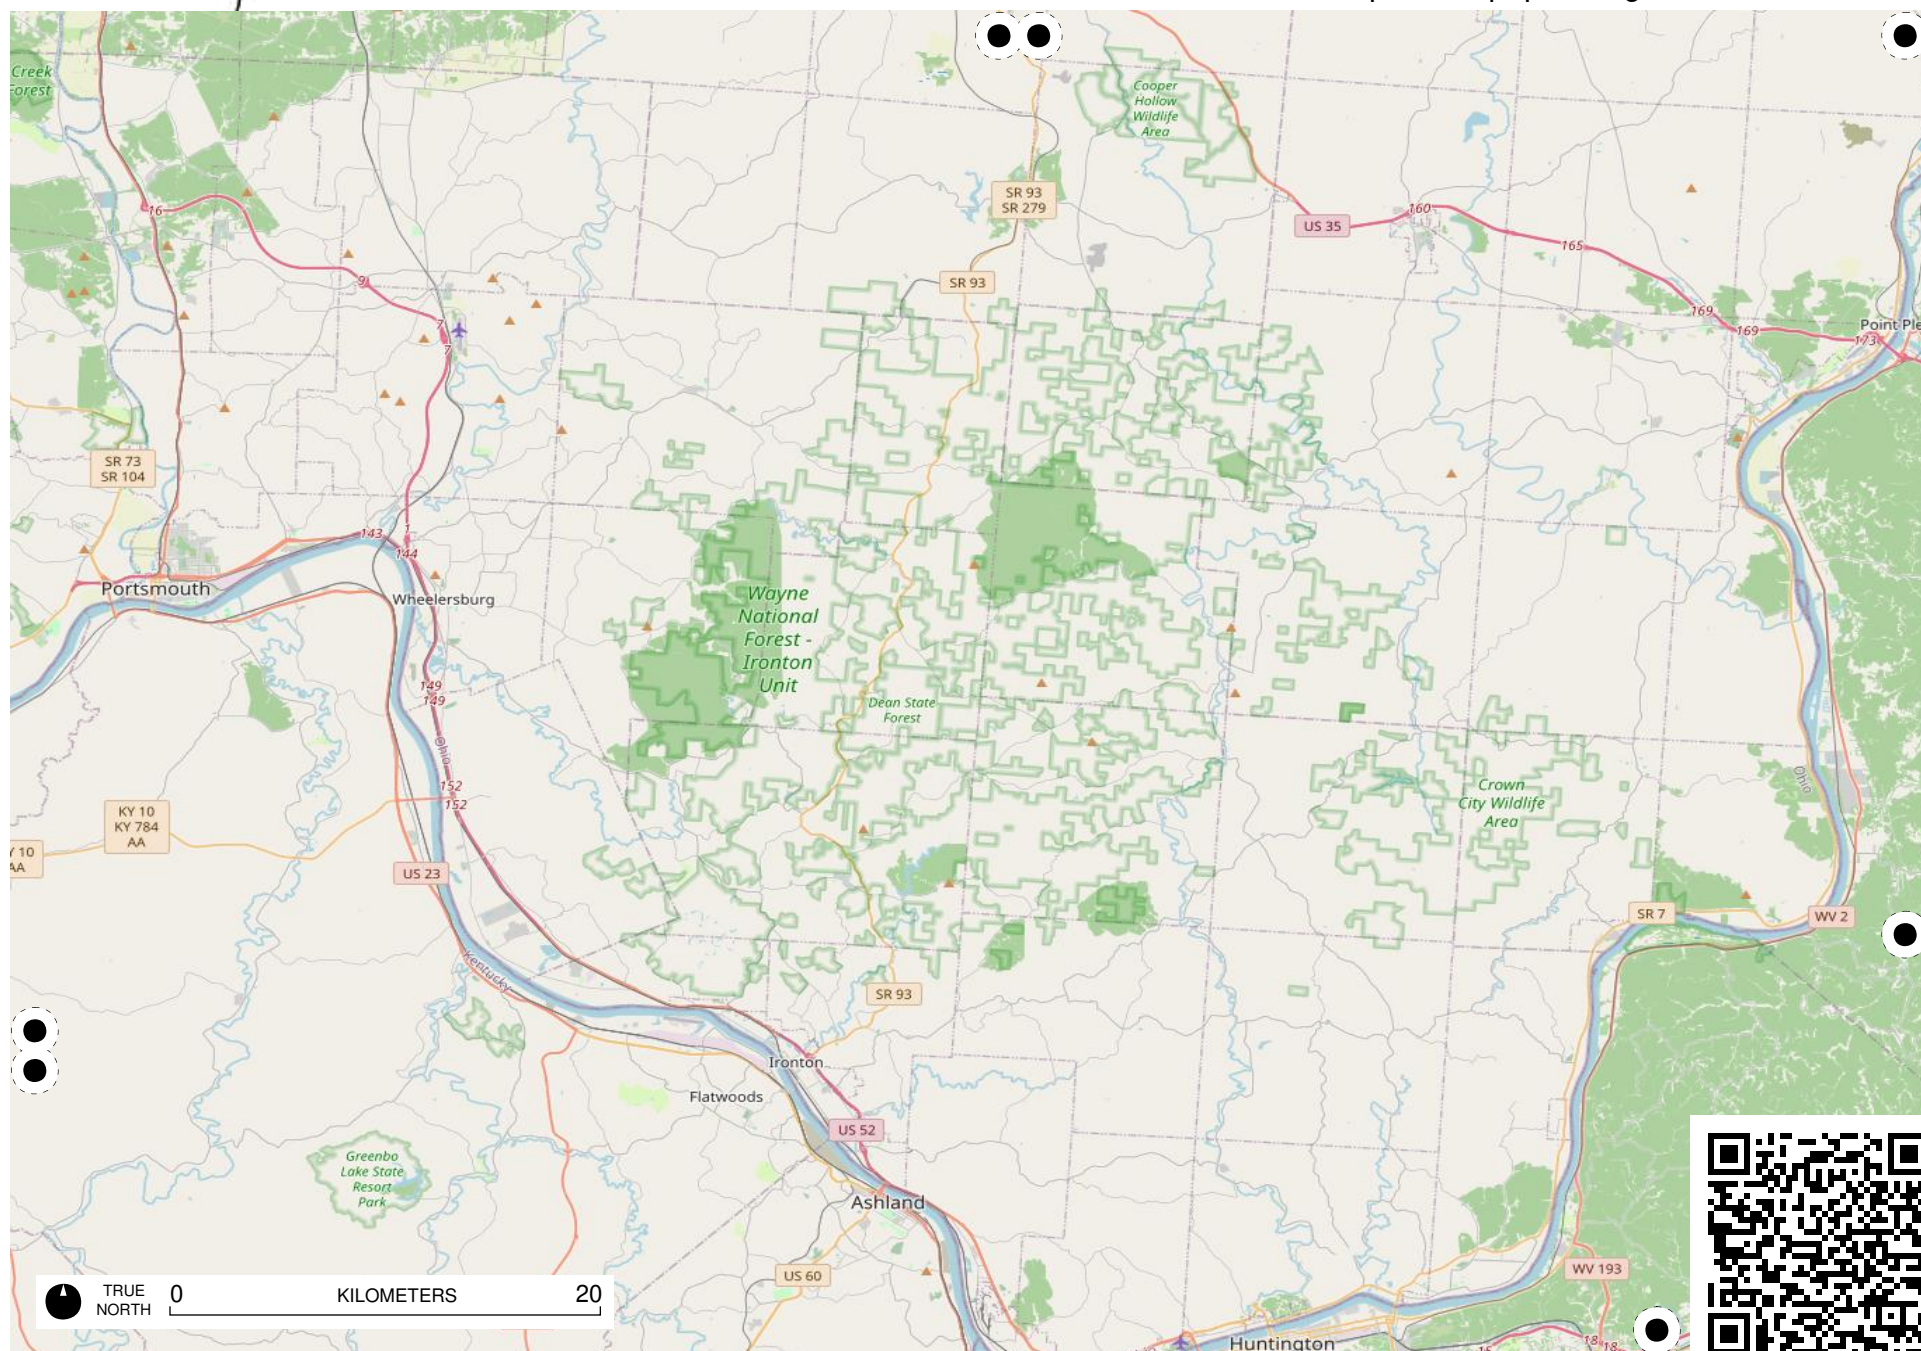 Creek
Forest
Cooper
Hollow
Wildlife
Area
SR 93
SR 279
16
160
US 35
165
9
SR 93
7
7
169
169
173
Point Ple
SR 73
SR 104
143
1
144
Portsmouth
Wheelersburg
Wayne
National
Forest -
Ironton
Unit
149
149
Dean State
Forest
Ohio
Ohio
152
152
Crown
City Wildlife
Area
KY 10
KY 784
AA
Y 10
AA
US 23
SR 7
WV 2
Kentucky
SR 93
Ironton
Flatwoods
US 52
Greenbo
Lake State
Resort
Park
Ashland
US 60
WV 193
TRUE
NORTH
0 KILOMETERS 20
Huntington
15
18
18